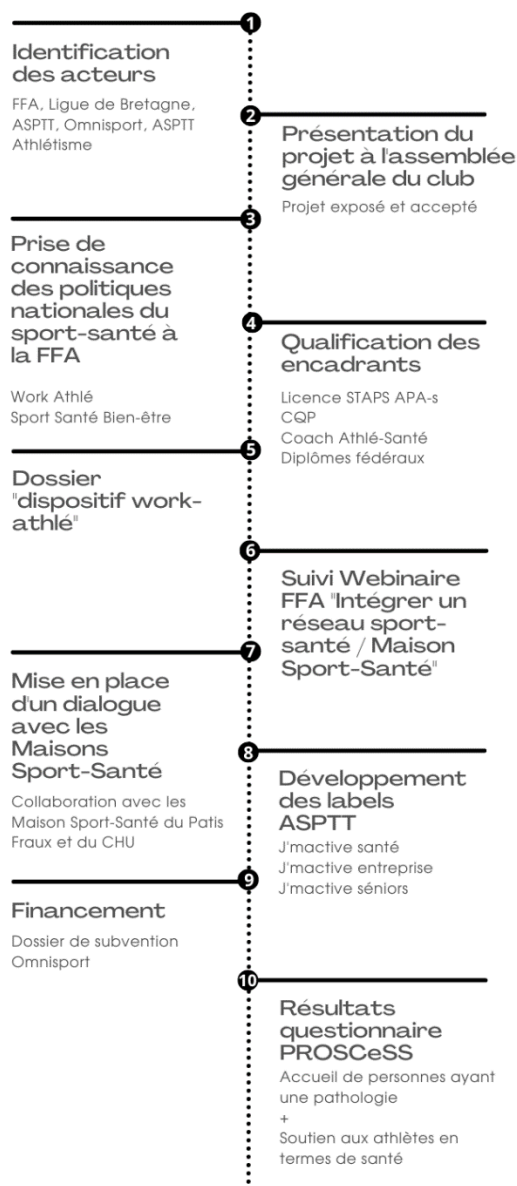 1
Identification
des acteurs
FFA, Ligue de Bretagne,
ASPTT, Omnisport, ASPTT
Athlétisme
2
Présentation du
projet à l'assemblée
générale du club
Projet exposé et accepté
3
Prise de
connaissance
des politiques
nationales du
sport-santé à
la FFA
Work Athlé
Sport Santé Bien-être
4
Qualification des
encadrants
Licence STAPS APA-s
CQP
Coach Athlé-Santé
Diplômes fédéraux
5
Dossier
"dispositif work-
athlé"
6
Suivi Webinaire
FFA "Intégrer un
réseau sport-
santé / Maison
Sport-Santé"
7
Mise en place
d'un dialogue
avec les
Maisons
Sport-Santé
Collaboration avec les
Maison Sport-Santé du Patis
Fraux et du CHU
8
Développement
des labels
ASPTT
J'mactive santé
J'mactive entreprise
J'mactive séniors
9
Financement
Dossier de subvention
Omnisport
10
Résultats
questionnaire
PROSCeSS
Accueil de personnes ayant
une pathologie
+
Soutien aux athlètes en
termes de santé